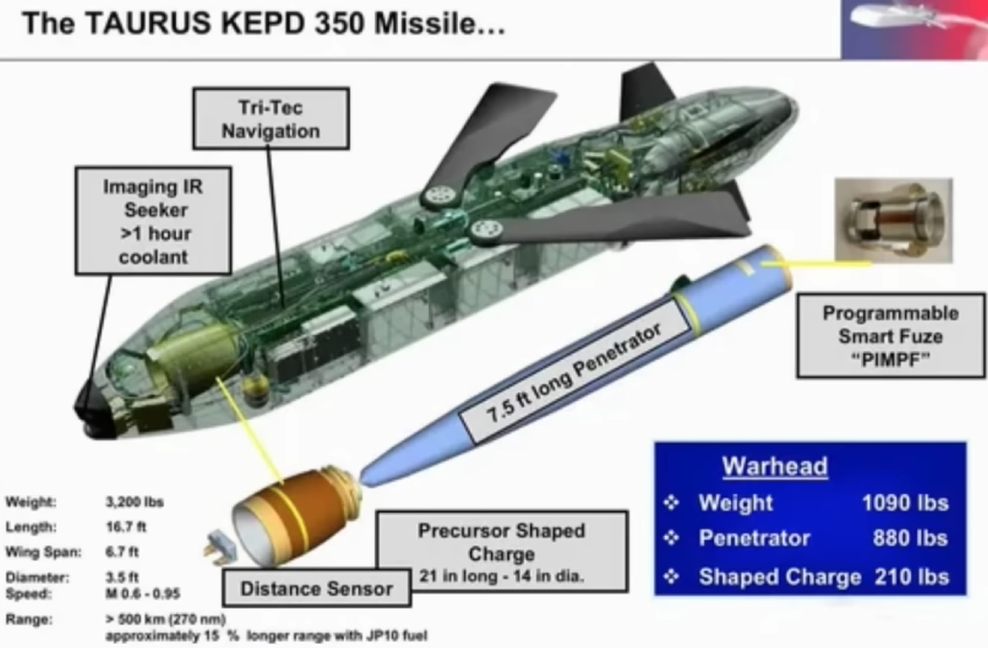 The TAURUS KEPD 350 Missile...
Tri-Tec
Navigation
Imaging IR
Seeker
>1 hour
coolant
7.5 ft long Penetrator
Programmable
Smart Fuze
“PIMPF”
Precursor Shaped
Charge
21 in long - 14 in dia.
Distance Sensor
Warhead
❖ Weight 1090 lbs
❖ Penetrator 880 lbs
❖ Shaped Charge 210 lbs
Weight: 3,200 lbs
Length: 16.7 ft
Wing Span: 6.7 ft
Diameter: 3.5 ft
Speed: M 0.6 - 0.95
Range: > 500 km (270 nm)
approximately 15 % longer range with JP10 fuel